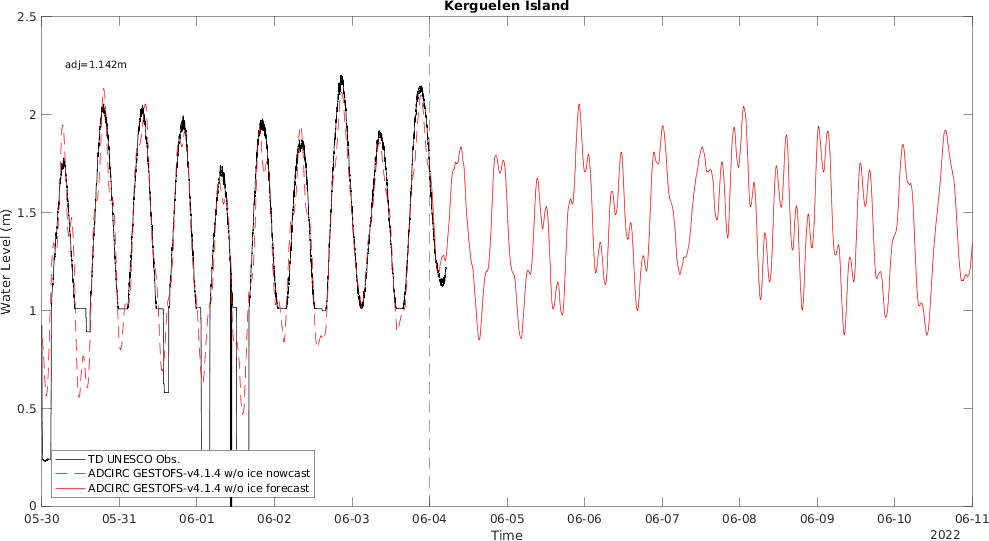 Kerguelen Island
adj=1.142m
Water Level (m)
2.5
2
1.5
1
0.5
0
TD UNESCO Obs.
ADCIRC GESTOFS-v4.1.4 w/o ice nowcast
ADCIRC GESTOFS-v4.1.4 w/o ice forecast
05-30 05-31 06-01 06-02 06-03 06-04 06-05 06-06 06-07 06-08 06-09 06-10 06-11
Time
2022